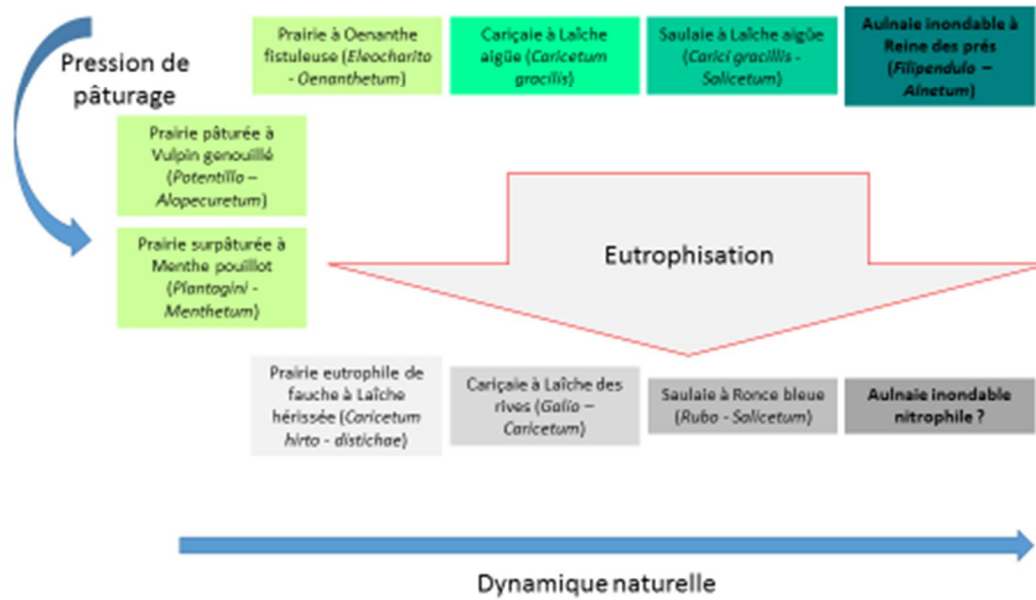 Pression de
pâturage
Prairie à Oenanthe
fistuleuse (Eleocharito
- Oenanthetum)
Cariçaie à Laîche
aigüe (Caricetum
gracilis)
Saulaie à Laîche aigüe
(Carici gracillis -
Salicetum)
Aulnaie inondable à
Reine des prés
(Filipendulo –
Alnetum)
Prairie pâturée à
Vulpin genouillé
(Potentillo –
Alopecuretum)
Prairie surpâturée à
Menthe pouillot
(Plantagini -
Menthetum)
Eutrophisation
Prairie eutrophile de
fauche à Laîche
hérissée (Caricetum
hirto - distichae)
Cariçaie à Laîche des
rives (Galio –
Caricetum)
Saulaie à Ronce bleue
(Rubo - Salicetum)
Aulnaie inondable
nitrophile ?
Dynamique naturelle